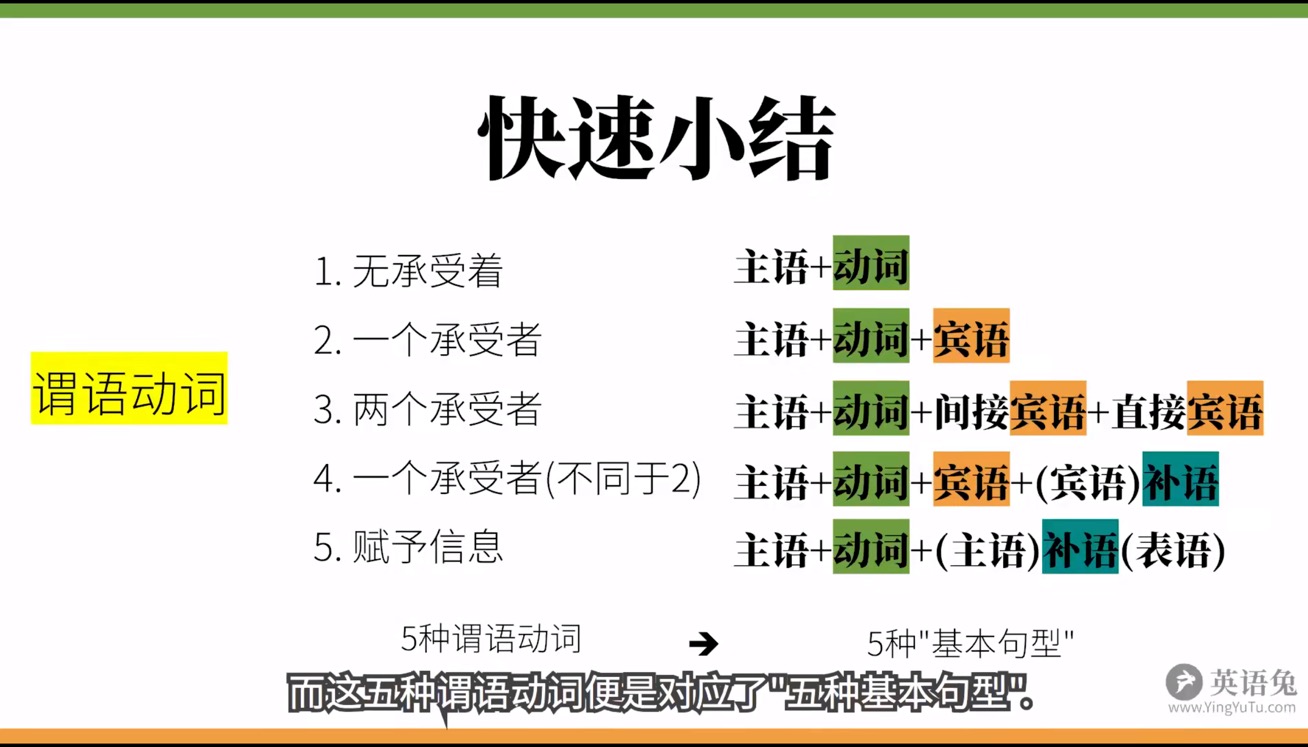 快速小结
谓语动词
1. 无承受着
主语+动词
2. 一个承受者
主语+动词+宾语
3. 两个承受者
主语+动词+间接宾语+直接宾语
4. 一个承受者(不同于2)
主语+动词+宾语+(宾语)补语
5. 赋予信息
主语+动词+(主语)补语(表语)
5种谓语动词 → 5种"基本句型"
而这五种谓语动词便是对应了"五种基本句型"。
英语兔
www.YingYuTu.com